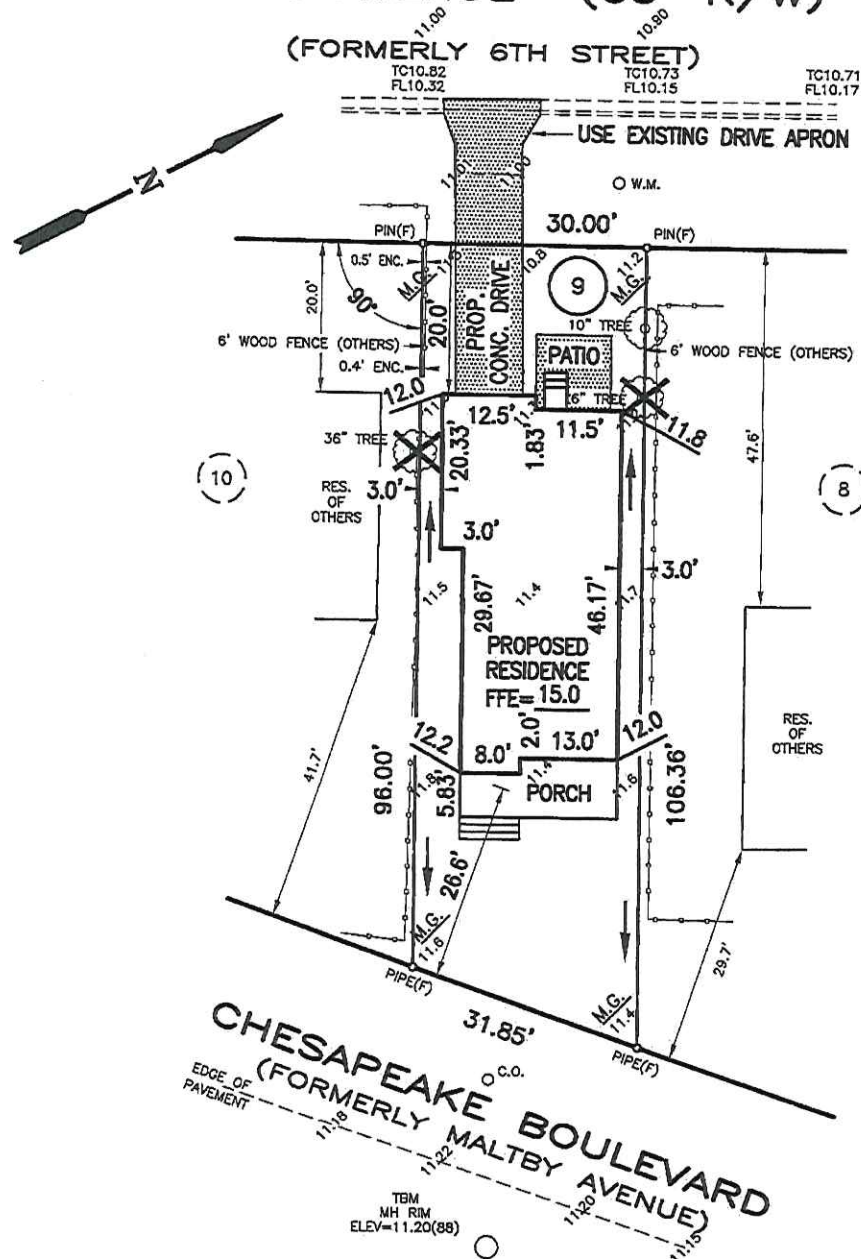 (FORMERLY 6TH STREET)
11.00
10.90
TC10.82
FL10.32
TC10.73
FL10.15
TC10.71
FL10.17
USE EXISTING DRIVE APRON
N
11.01
11.00
W.M.
PIN(F)
30.00'
PIN(F)
0.5' ENC.
M.G.
10.8
9
11.2
M.G.
20.0'
90°
20.0'
PROP.
CONC. DRIVE
10" TREE
6' WOOD FENCE (OTHERS)
PATIO
6' WOOD FENCE (OTHERS)
0.4' ENC.
6" TREE
12.0
12.5'
1.83'
11.5'
11.8
36" TREE
20.33'
47.6'
10
8
RES.
OF
OTHERS
3.0'
3.0'
3.0'
11.5
29.67'
11.4
46.17'
11.7
PROPOSED
RESIDENCE
FFE= 15.0
RES.
OF
OTHERS
12.2
8.0'
2.0'
13.0'
12.0
41.7'
96.00'
11.8
5.83'
11.4
PORCH
11.6
106.36'
26.6'
29.7'
M.G.
11.6
PIPE(F)
31.85'
M.G.
11.4
PIPE(F)
C.O.
CHESAPEAKE BOULEVARD
(FORMERLY MALTBY AVENUE)
EDGE OF
PAVEMENT
11.18
11.22
11.20
11.15
TBM
MH RIM
ELEV=11.20(88)